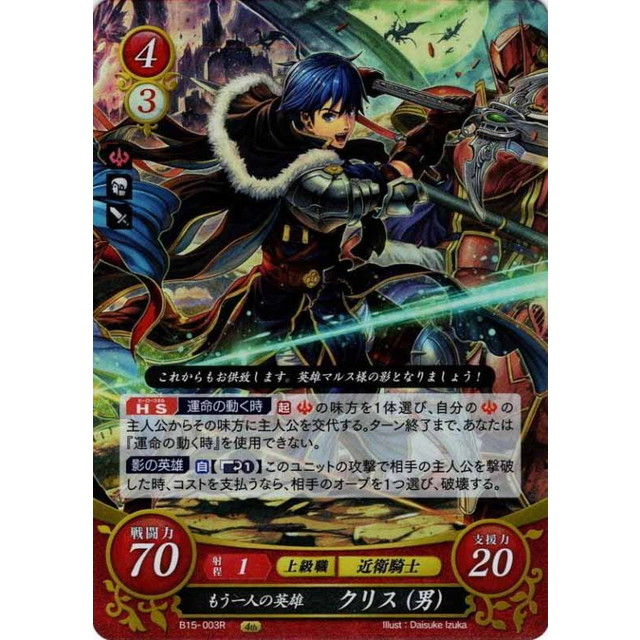 4
3
これからもお供致します。英雄マルス様の影となりましょう！
HS 運命の動く時 起 の味方を1体選び、自分の の
主人公からその味方に主人公を交代する。ターン終了まで、あなたは
『運命の動く時』を使用できない。
影の英雄 自【 1】このユニットの攻撃で相手の主人公を撃破
した時、コストを支払うなら、相手のオーブを1つ選び、破壊する。
戦闘力
70
射程 1
上級職
近衛騎士
支援力
20
もう一人の英雄 クリス（男）
B15-003R 4th Illust : Daisuke Izuka